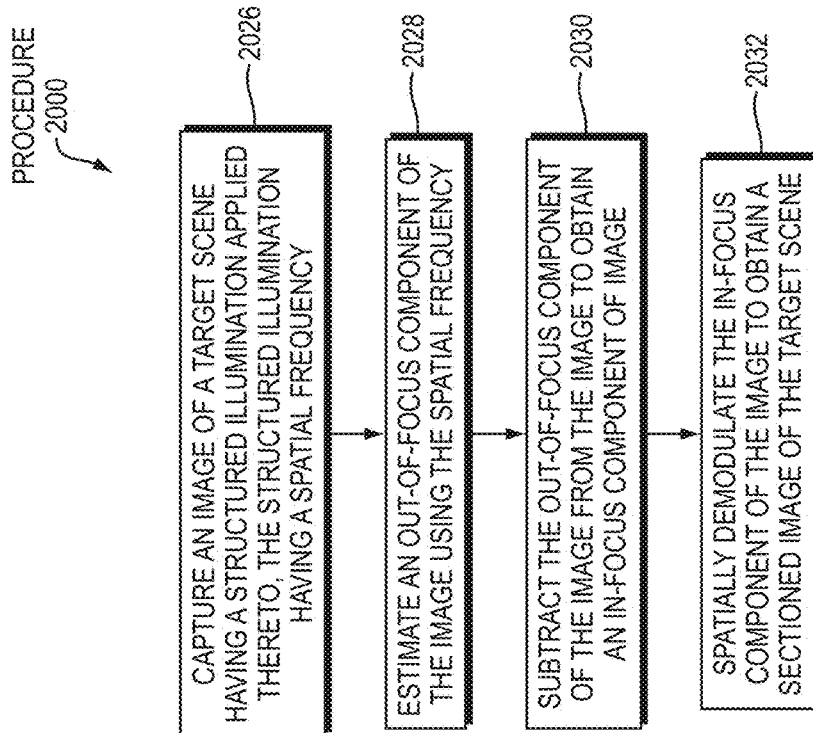 PROCEDURE
2000
CAPTURE AN IMAGE OF A TARGET SCENE
HAVING A STRUCTURED ILLUMINATION APPLIED
THERETO, THE STRUCTURED ILLUMINATION
HAVING A SPATIAL FREQUENCY
2026
ESTIMATE AN OUT-OF-FOCUS COMPONENT OF
THE IMAGE USING THE SPATIAL FREQUENCY
2028
SUBTRACT THE OUT-OF-FOCUS COMPONENT
OF THE IMAGE FROM THE IMAGE TO OBTAIN
AN IN-FOCUS COMPONENT OF IMAGE
2030
SPATIALLY DEMODULATE THE IN-FOCUS
COMPONENT OF THE IMAGE TO OBTAIN A
SECTIONED IMAGE OF THE TARGET SCENE
2032